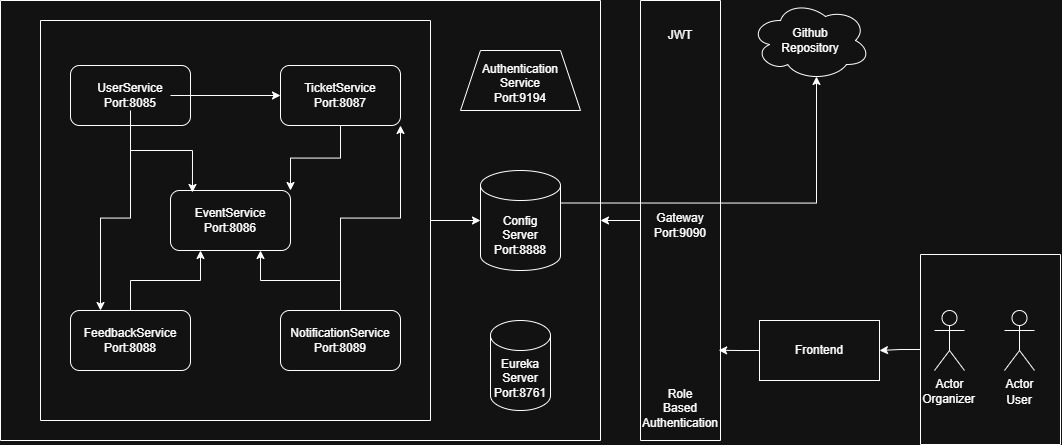 UserService
Port:8085
TicketService
Port:8087
EventService
Port:8086
FeedbackService
Port:8088
NotificationService
Port:8089
Authentication
Service
Port:9194
Config
Server
Port:8888
Eureka
Server
Port:8761
JWT
Gateway
Port:9090
Role
Based
Authentication
Github
Repository
Frontend
Actor
Organizer
Actor
User